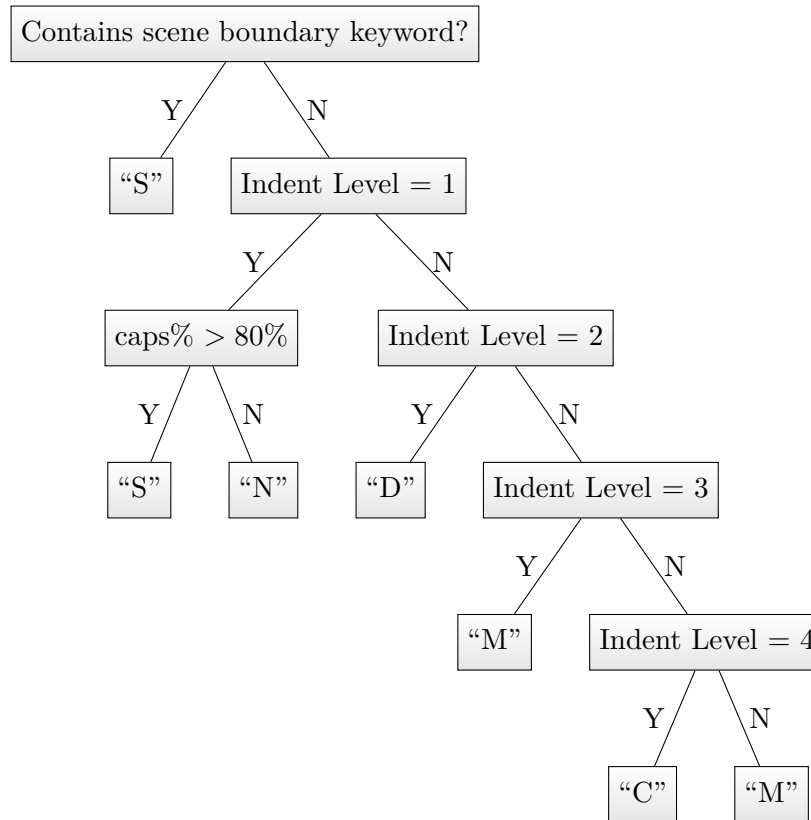 Contains scene boundary keyword?
Y
N
“S”
Indent Level = 1
Y
N
caps% > 80%
Indent Level = 2
Y
N
Y
N
“S”
“N”
“D”
Indent Level = 3
Y
N
“M”
Indent Level = 4
Y
N
“C”
“M”